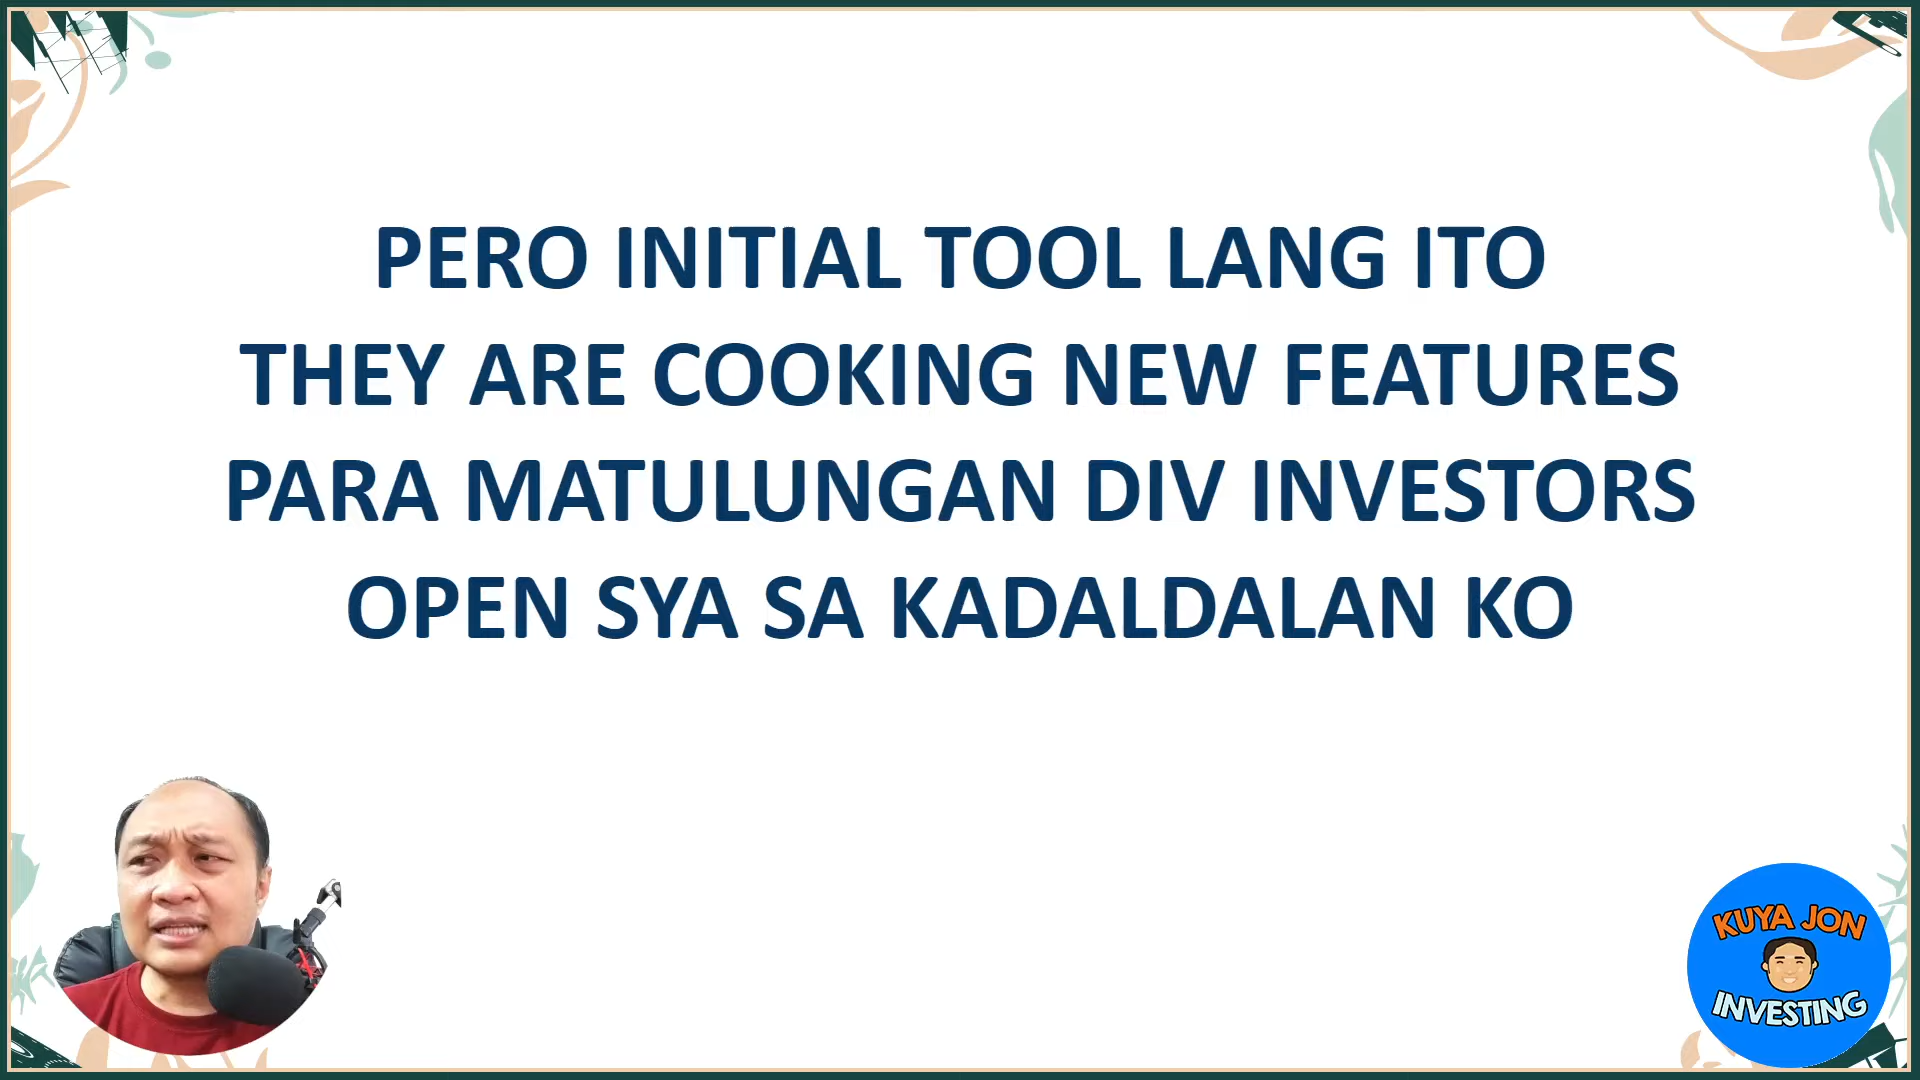 PERO INITIAL TOOL LANG ITO
THEY ARE COOKING NEW FEATURES
PARA MATULUNGAN DIV INVESTORS
OPEN SYA SA KADALDALAN KO
KUYA JON
INVESTING